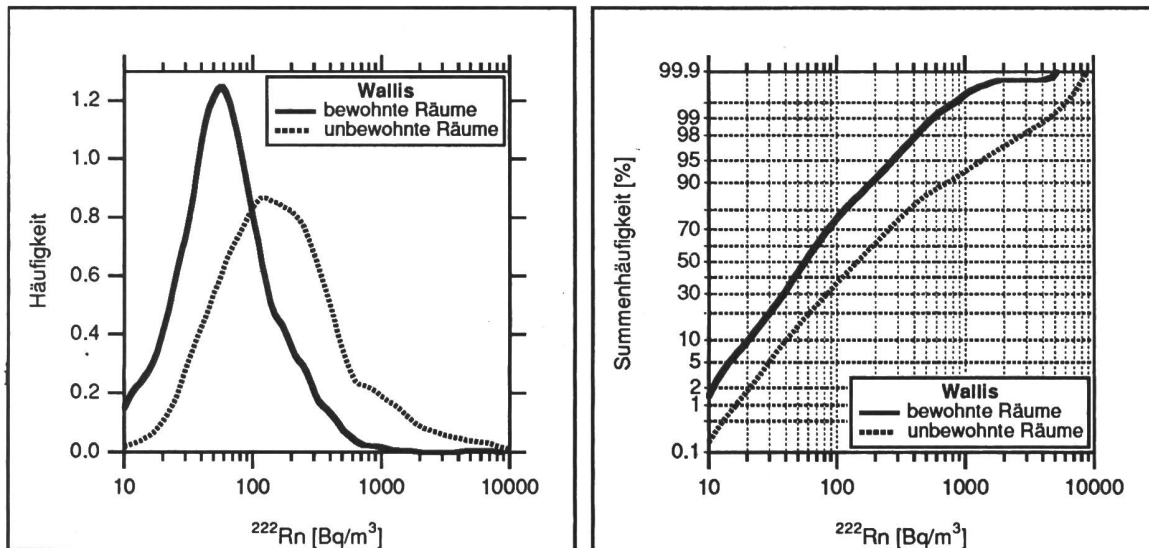 Häufigkeit
1.2
1.0
0.8
0.6
0.4
0.2
0.0
Wallis
bewohnte Räume
unbewohnte Räume
10
100
1000
10000
²²²Rn [Bq/m³]
Summenhäufigkeit [%]
99.9
99
98
95
90
70
50
30
10
5
2
1
0.1
Wallis
bewohnte Räume
unbewohnte Räume
10
100
1000
10000
²²²Rn [Bq/m³]